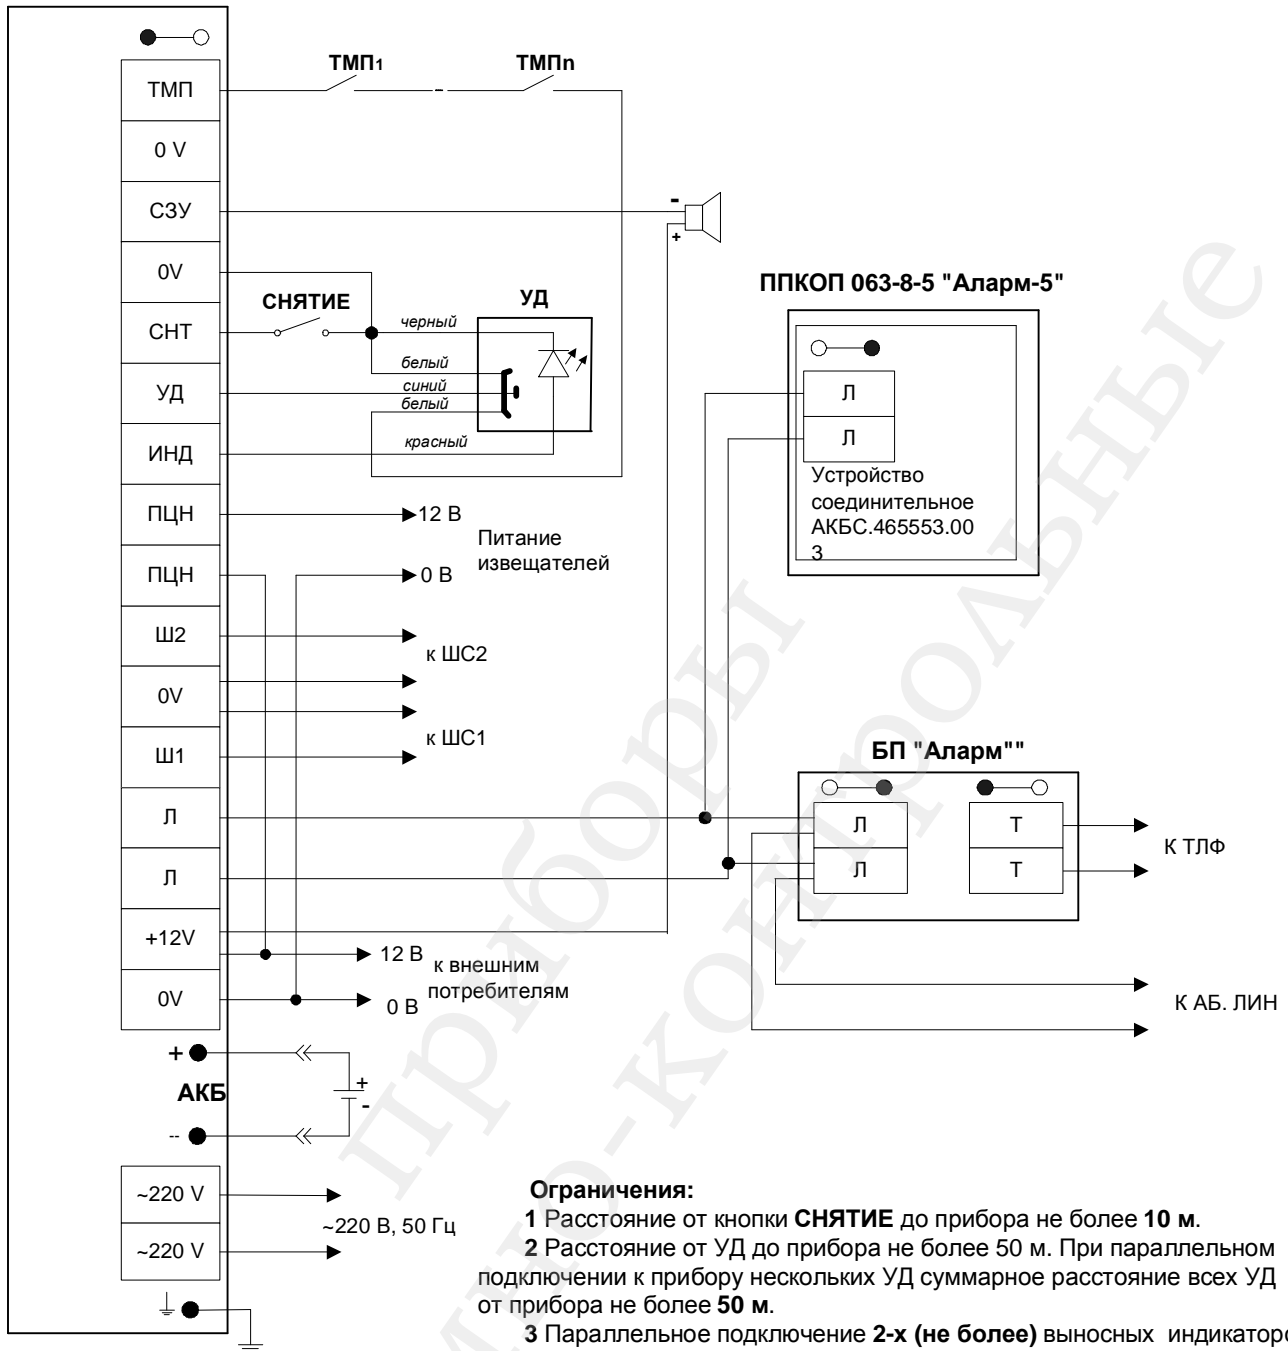 ТМП1
ТМПn
ТМП
0 V
СЗУ
-
+
0V
СНТ
СНЯТИЕ
УД
черный
белый
синий
белый
красный
УД
ИНД
ППКОП 063-8-5 "Аларм-5"
Л
Л
Устройство
соединительное
АКБС.465553.00
3
ПЦН
12 В
Питание
извещателей
ПЦН
0 В
Ш2
к ШС2
0V
к ШС1
Ш1
БП "Аларм""
Л
Л
Т
Т
К ТЛФ
Л
Л
+12V
12 В
к внешним
потребителям
0V
0 В
К АБ. ЛИН
+
АКБ
--
+
-
~220 V
~220 В, 50 Гц
~220 V
Ограничения:
1 Расстояние от кнопки СНЯТИЕ до прибора не более 10 м.
2 Расстояние от УД до прибора не более 50 м. При параллельном
подключении к прибору нескольких УД суммарное расстояние всех УД
от прибора не более 50 м.
3 Параллельное подключение 2-х (не более) выносных
приборы
контрольные